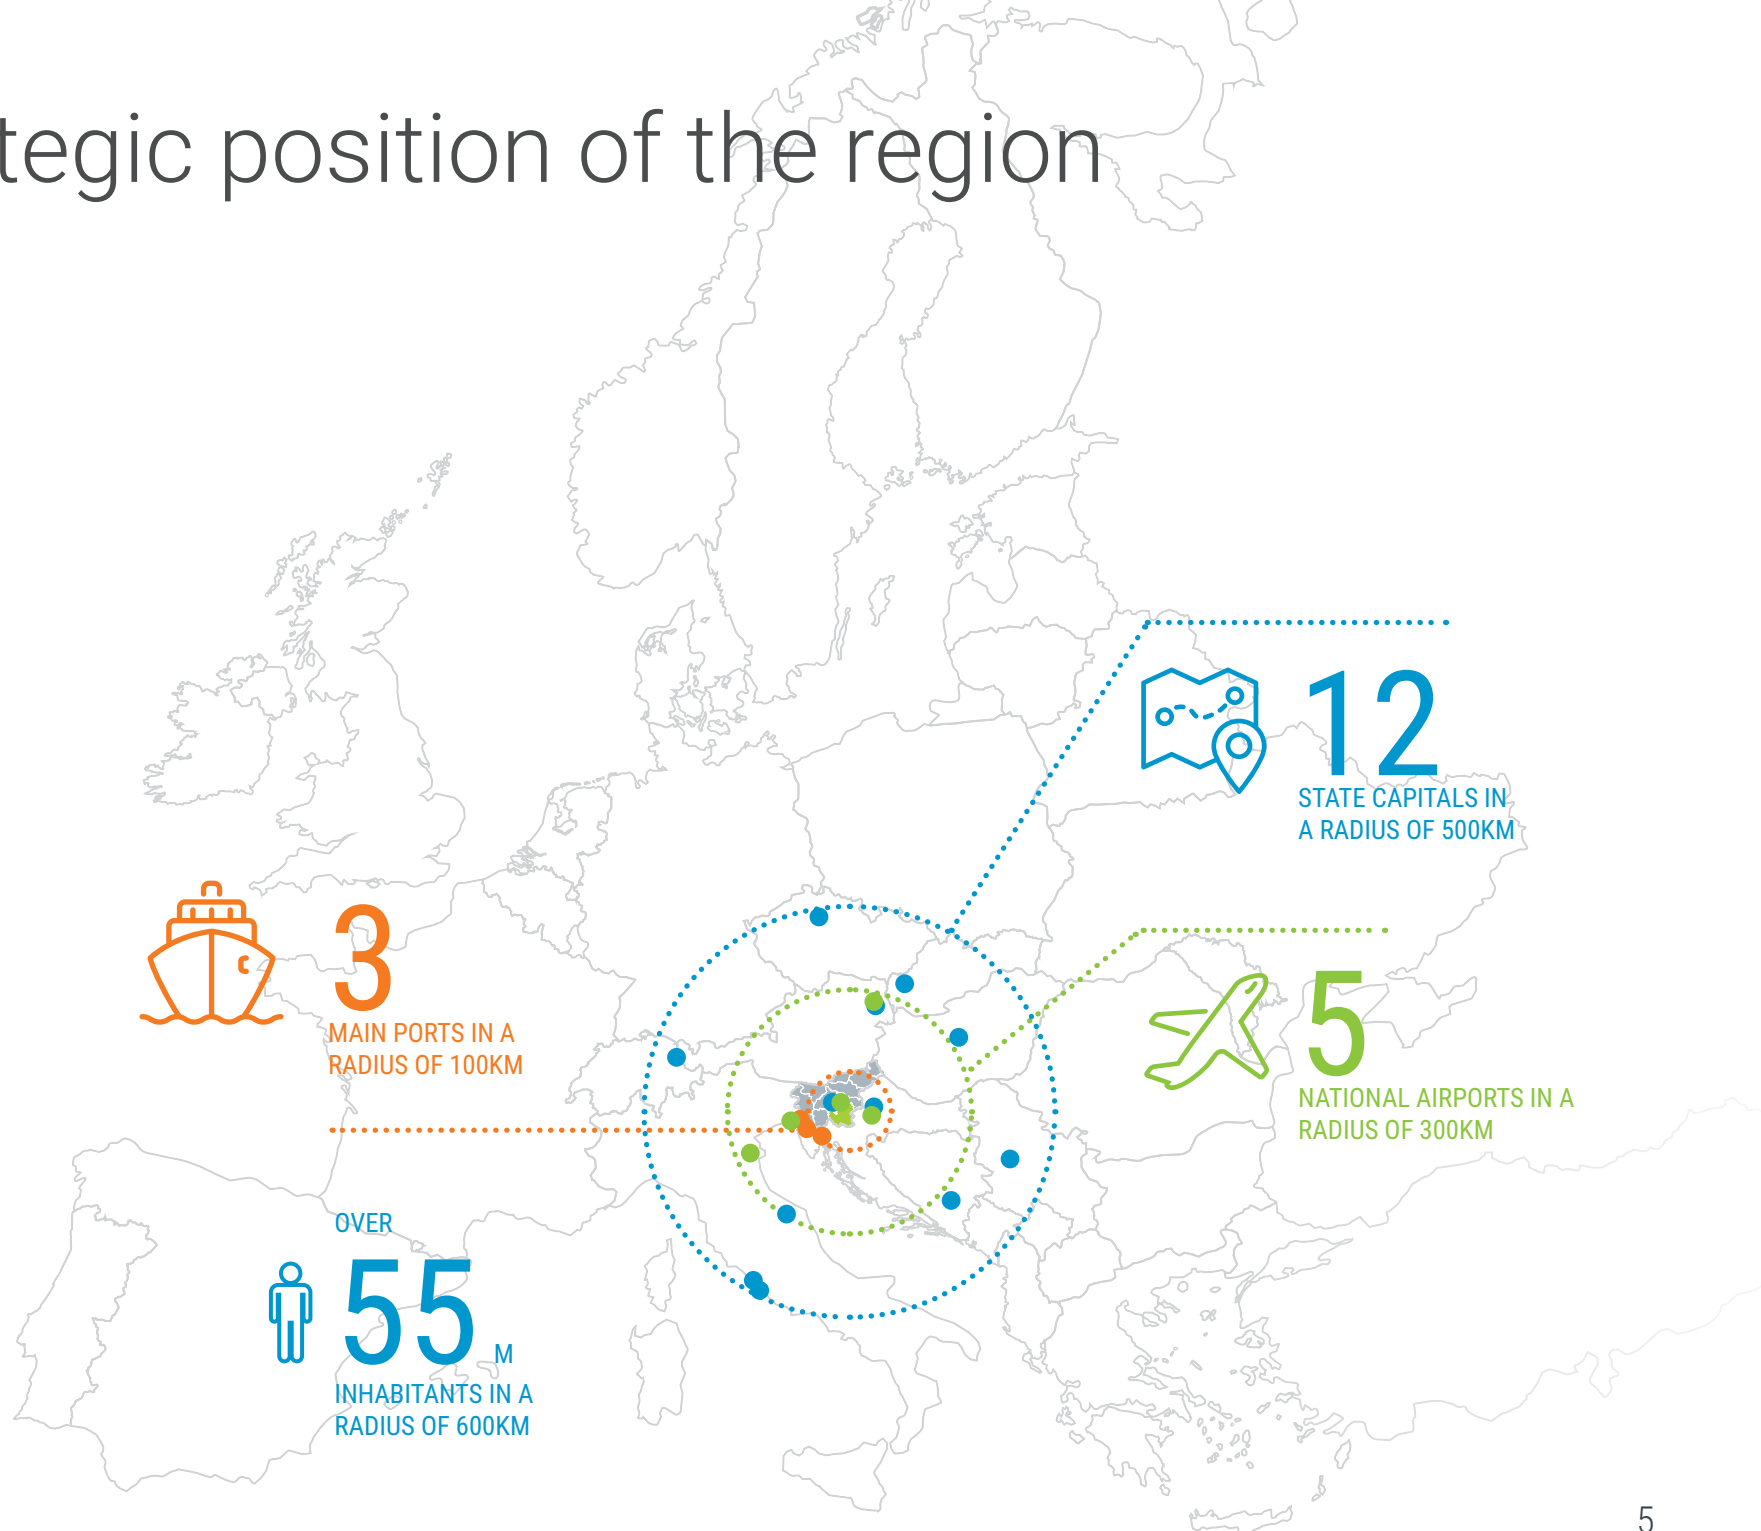 tegic position of the region
12
STATE CAPITALS IN
A RADIUS OF 500KM
3
MAIN PORTS IN A
RADIUS OF 100KM
5
NATIONAL AIRPORTS IN A
RADIUS OF 300KM
OVER
55 M
INHABITANTS IN A
RADIUS OF 600KM
5